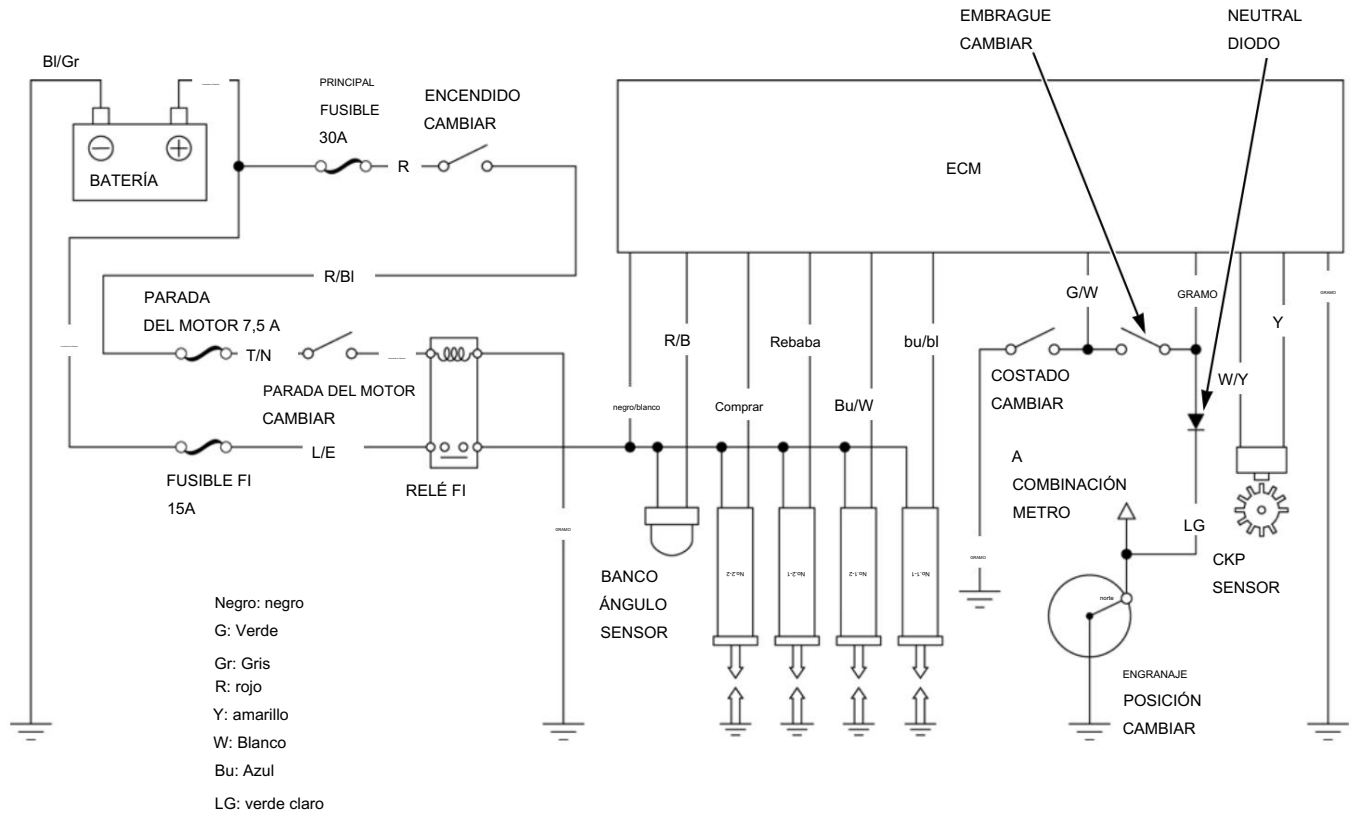 EMBRAGUE
CAMBIAR
NEUTRAL
DIODO
Bl/Gr
PRINCIPAL
FUSIBLE
30A
ENCENDIDO
CAMBIAR
BATERÍA
R
ECM
R/Bl
PARADA
DEL MOTOR 7,5 A
T/N
PARADA DEL MOTOR
CAMBIAR
L/E
FUSIBLE FI
15A
RELÉ FI
negro/blanco
R/B
Comprar
Rebaba
Bu/W
bu/bl
G/W
GRAMO
W/Y
Y
GRAMO
COSTADO
CAMBIAR
GRAMO
GRAMO
A
COMBINACIÓN
METRO
LG
CKP
SENSOR
BANCO
ÁNGULO
SENSOR
No.2-2
No.2-1
No.1-2
No.1-1
norte
ENGRANAJE
POSICIÓN
CAMBIAR
Negro: negro
G: Verde
Gr: Gris
R: rojo
Y: amarillo
W: Blanco
Bu: Azul
LG: verde claro